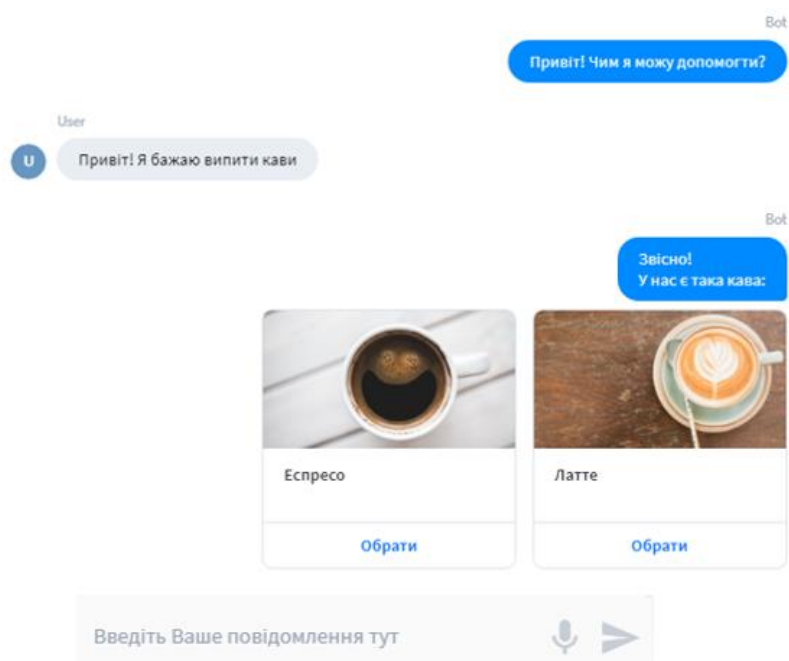 Bot
Привіт! Чим я можу допомогти?
User
U
Привіт! Я бажаю випити кави
Bot
Звісно!
У нас є така кава:
Еспресо
Латте
Обрати
Обрати
Введіть Ваше повідомлення тут